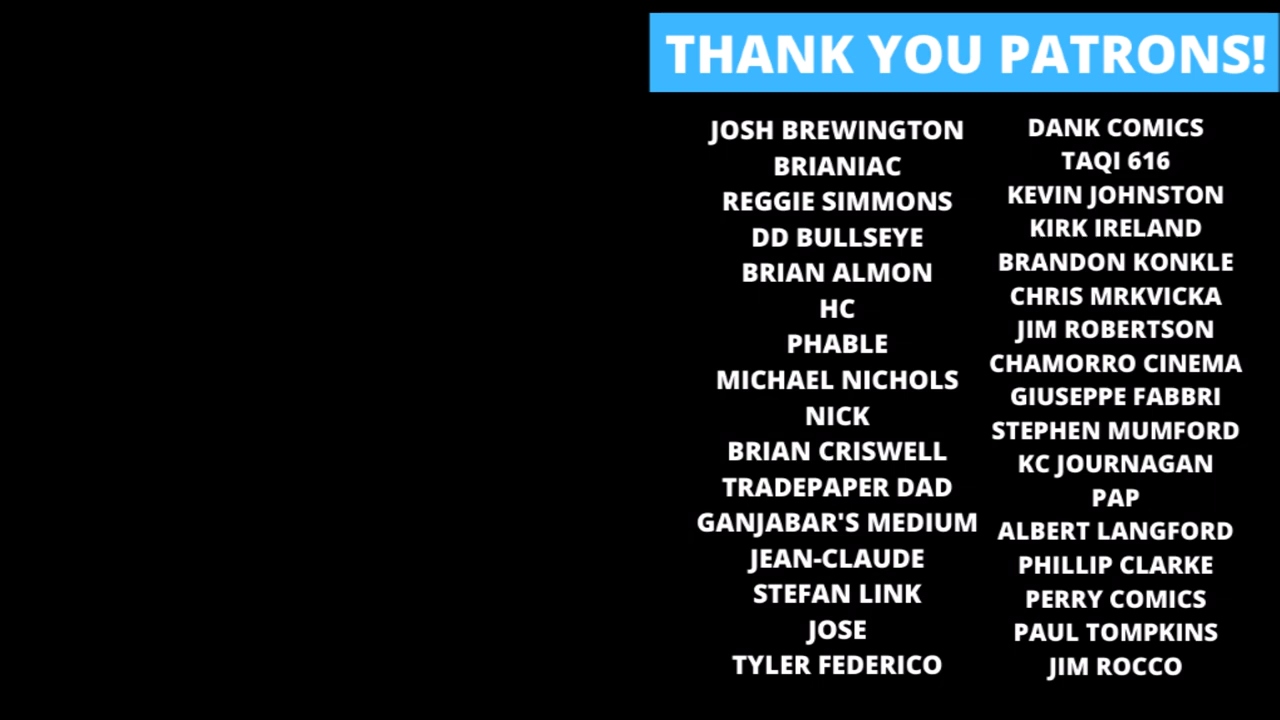 THANK YOU PATRONS!
JOSH BREWINGTON
BRIANIAC
REGGIE SIMMONS
DD BULLSEYE
BRIAN ALMON
HC
PHABLE
MICHAEL NICHOLS
NICK
BRIAN CRISWELL
TRADEPAPER DAD
GANJABAR'S MEDIUM
JEAN-CLAUDE
STEFAN LINK
JOSE
TYLER FEDERICO
DANK COMICS
TAQI 616
KEVIN JOHNSTON
KIRK IRELAND
BRANDON KONKLE
CHRIS MRKVICKA
JIM ROBERTSON
CHAMORRO CINEMA
GIUSEPPE FABBRI
STEPHEN MUMFORD
KC JOURNAGAN
PAP
ALBERT LANGFORD
PHILLIP CLARKE
PERRY COMICS
PAUL TOMPKINS
JIM ROCCO